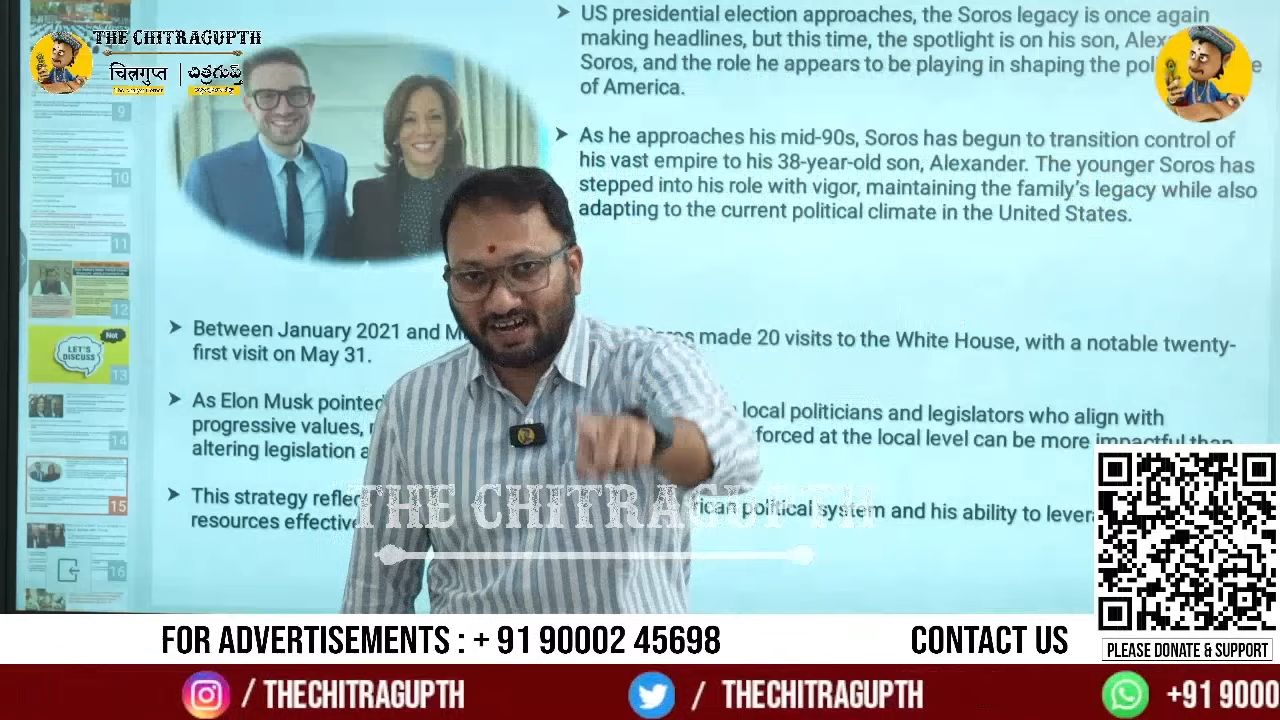 THE CHITRAGUPTH
चित्रगुप्त | చిత్రగుప్త్
US presidential election approaches, the Soros legacy is once again
making headlines, but this time, the spotlight is on his son, Alex
Soros, and the role he appears to be playing in shaping the pol e
of America.
As he approaches his mid-90s, Soros has begun to transition control of
his vast empire to his 38-year-old son, Alexander. The younger Soros has
stepped into his role with vigor, maintaining the family's legacy while also
adapting to the current political climate in the United States.
Between January 2021 and M made 20 visits to the White House, with a notable twenty-
first visit on May 31.
As Elon Musk pointed local politicians and legislators who align with
progressive values, forced at the local level can be more impactful than
altering legislation a
This strategy refle ican political system and his ability to lever
resources effective
THE CHITRAGUPTH
9
10
11
12
LET'S
DISCUSS
Not
13
14
15
16
FOR ADVERTISEMENTS : + 91 90002 45698
CONTACT US
PLEASE DONATE & SUPPORT
/ THECHITRAGUPTH
/ THECHITRAGUPTH
+91 9000